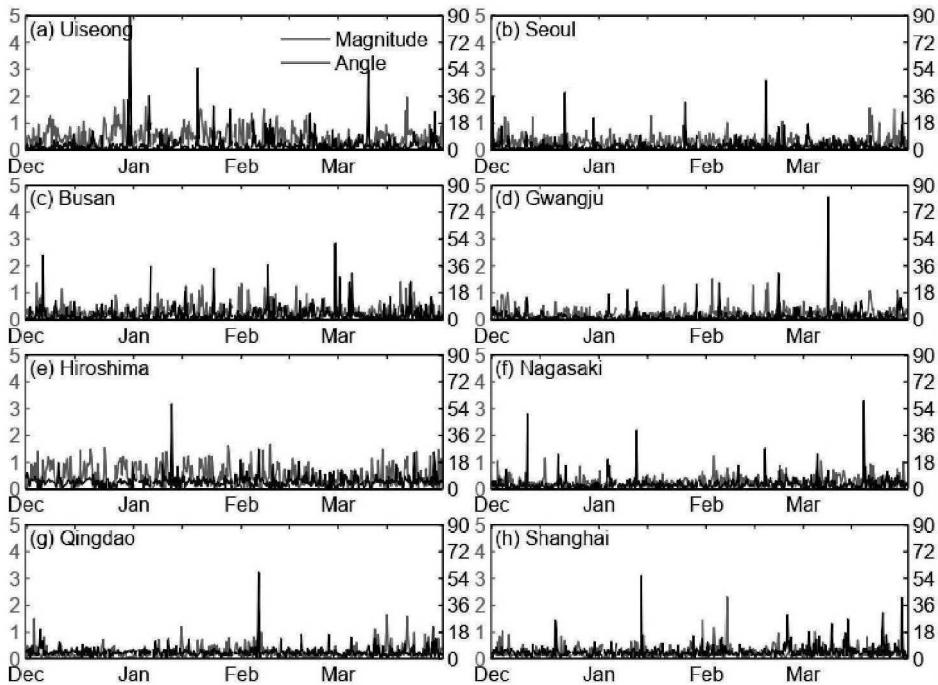 (a) Uiseong
Magnitude
Angle
5 4 3 2 1 0
90 72 54 36 18 0
Dec Jan Feb Mar
(b) Seoul
5 4 3 2 1 0
90 72 54 36 18 0
Dec Jan Feb Mar
(c) Busan
5 4 3 2 1 0
90 72 54 36 18 0
Dec Jan Feb Mar
(d) Gwangju
5 4 3 2 1 0
90 72 54 36 18 0
Dec Jan Feb Mar
(e) Hiroshima
5 4 3 2 1 0
90 72 54 36 18 0
Dec Jan Feb Mar
(f) Nagasaki
5 4 3 2 1 0
90 72 54 36 18 0
Dec Jan Feb Mar
(g) Qingdao
5 4 3 2 1 0
90 72 54 36 18 0
Dec Jan Feb Mar
(h) Shanghai
5 4 3 2 1 0
90 72 54 36 18 0
Dec Jan Feb Mar